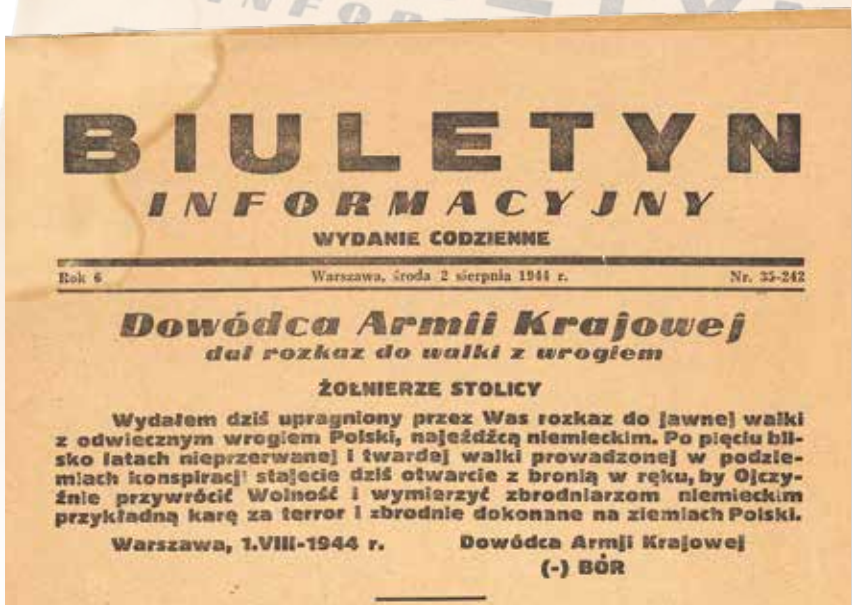 BIULETYN
INFORMACYJNY
WYDANIE CODZIENNE
Rok 6 Warszawa, środa 2 sierpnia 1944 r. Nr. 35-242
Dowódca Armii Krajowej
dał rozkaz do walki z wrogiem
ŻOŁNIERZE STOLICY
Wydałem dziś upragniony przez Was rozkaz do jawnej walki
z odwiecznym wrogiem Polski, najeźdźcą niemieckim. Po pięciu bli-
sko latach nieprzerwanej i twardej walki prowadzonej w podzie-
miach konspiracji stajecie dziś otwarcie z bronią w ręku, by Ojczy-
źnie przywrócić Wolność i wymierzyć zbrodniarzom niemieckim
przykładną karę za terror i zbrodnie dokonane na ziemiach Polski.
Warszawa, 1.VIII-1944 r. Dowódca Armji Krajowej
(-) BÓR